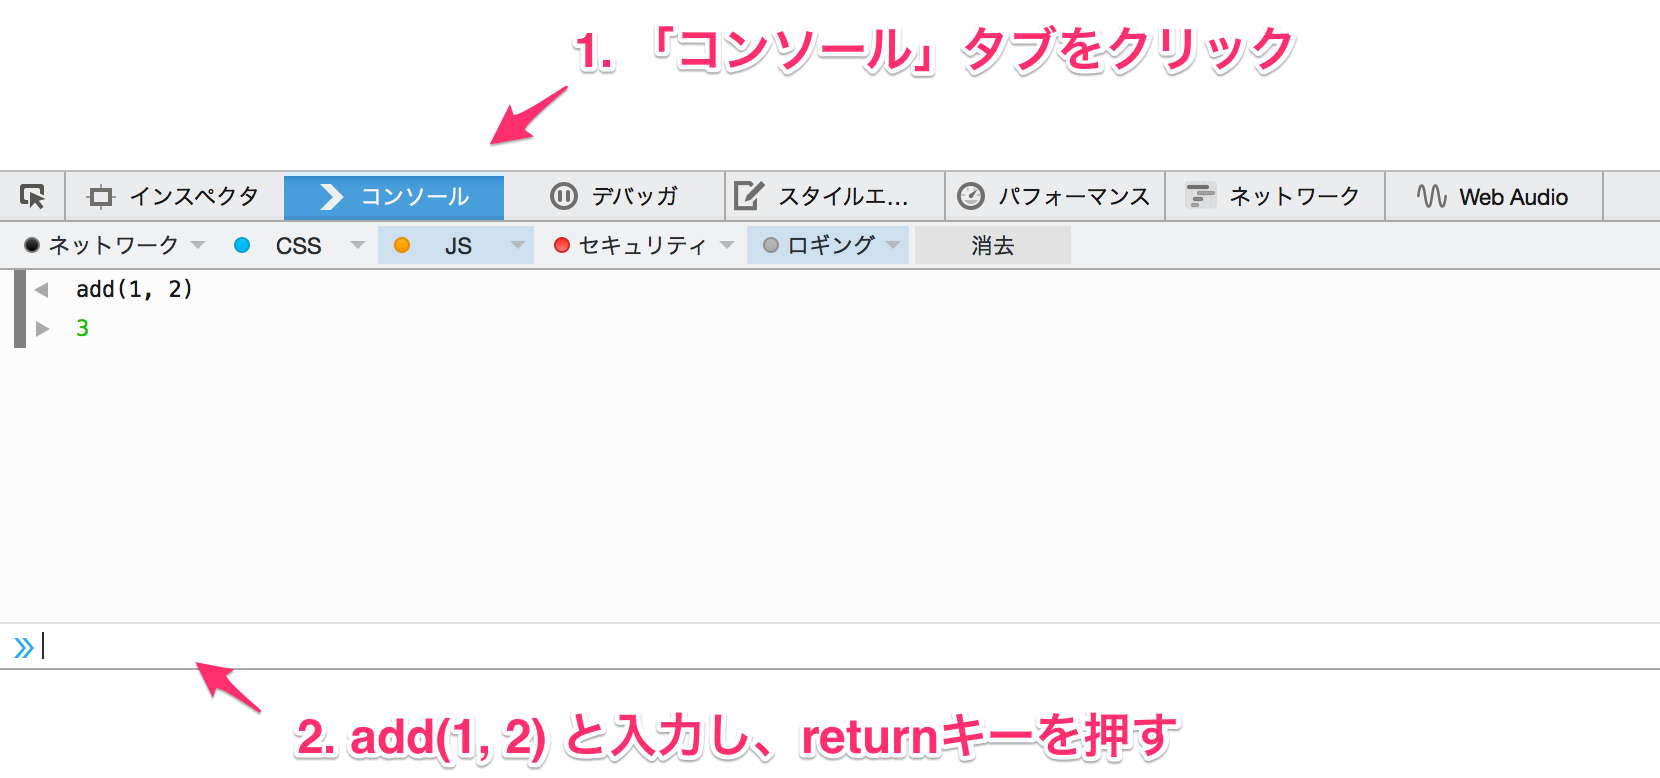 1. 「コンソール」タブをクリック
インスペクタ コンソール デバッガ スタイルエ... パフォーマンス ネットワーク Web Audio
ネットワーク CSS JS セキュリティ ロギング 消去
add(1, 2)
3
2. add(1, 2) と入力し、returnキーを押す